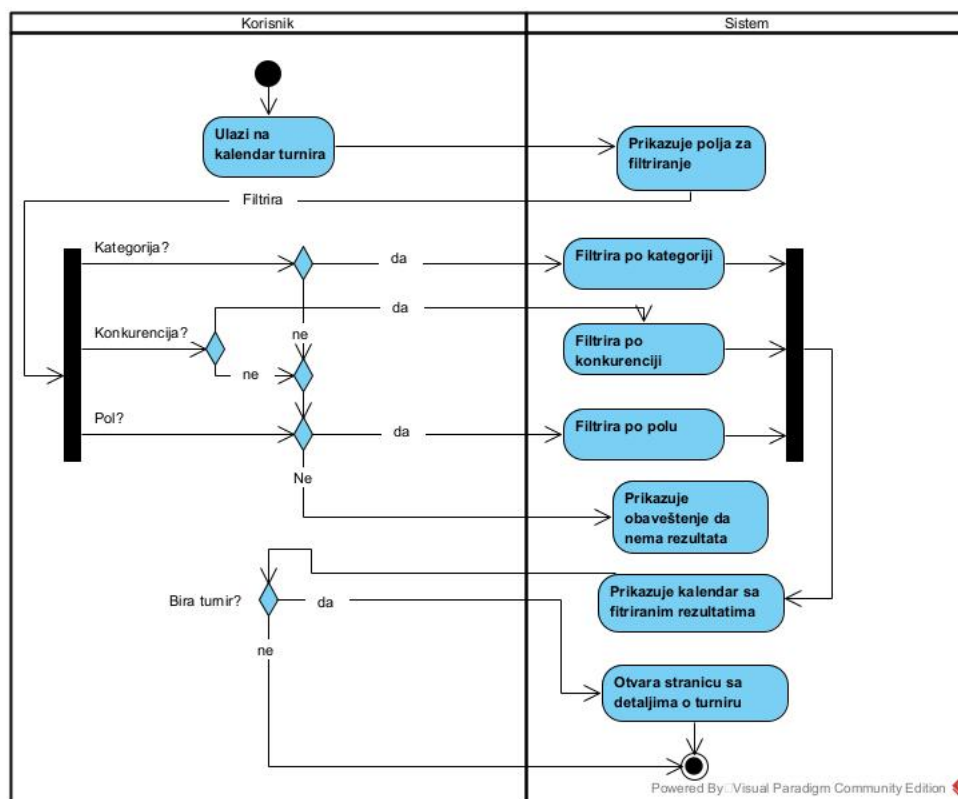 Korisnik
Sistem
Ulazi na
kalendar turnira
Prikazuje polja za
filtriranje
Filtrira
Kategorija?
da
Filtrira po kategoriji
da
Konkurencija?
ne
Filtrira po
konkurenciji
ne
Pol?
da
Filtrira po polu
Ne
Prikazuje
obaveštenje da
nema rezultata
Prikazuje kalendar sa
fitriranim rezultatima
Bira turnir?
da
ne
Otvara stranicu sa
detaljima o turniru
Powered By Visual Paradigm Community Edition